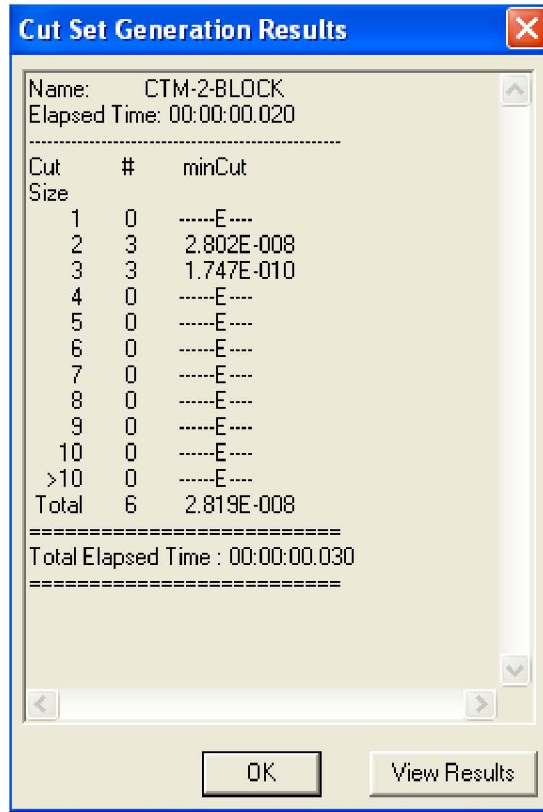 Cut Set Generation Results
Name: CTM-2-BLOCK
Elapsed Time: 00:00:00.020
--------------------------------------------------
Cut # minCut
Size
1 0 ------E----
2 3 2.802E-008
3 3 1.747E-010
4 0 ------E----
5 0 ------E----
6 0 ------E----
7 0 ------E----
8 0 ------E----
9 0 ------E----
10 0 ------E----
>10 0 ------E----
Total 6 2.819E-008
==========================
Total Elapsed Time : 00:00:00.030
==========================
OK View Results